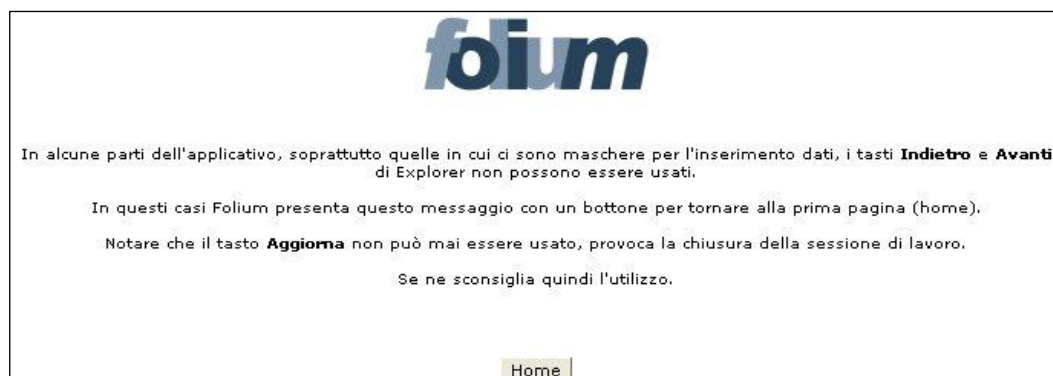 folium
In alcune parti dell'applicativo, soprattutto quelle in cui ci sono maschere per l'inserimento dati, i tasti Indietro e Avanti
di Explorer non possono essere usati.
In questi casi Folium presenta questo messaggio con un bottone per tornare alla prima pagina (home).
Notare che il tasto Aggiorna non può mai essere usato, provoca la chiusura della sessione di lavoro.
Se ne sconsiglia quindi l'utilizzo.
Home